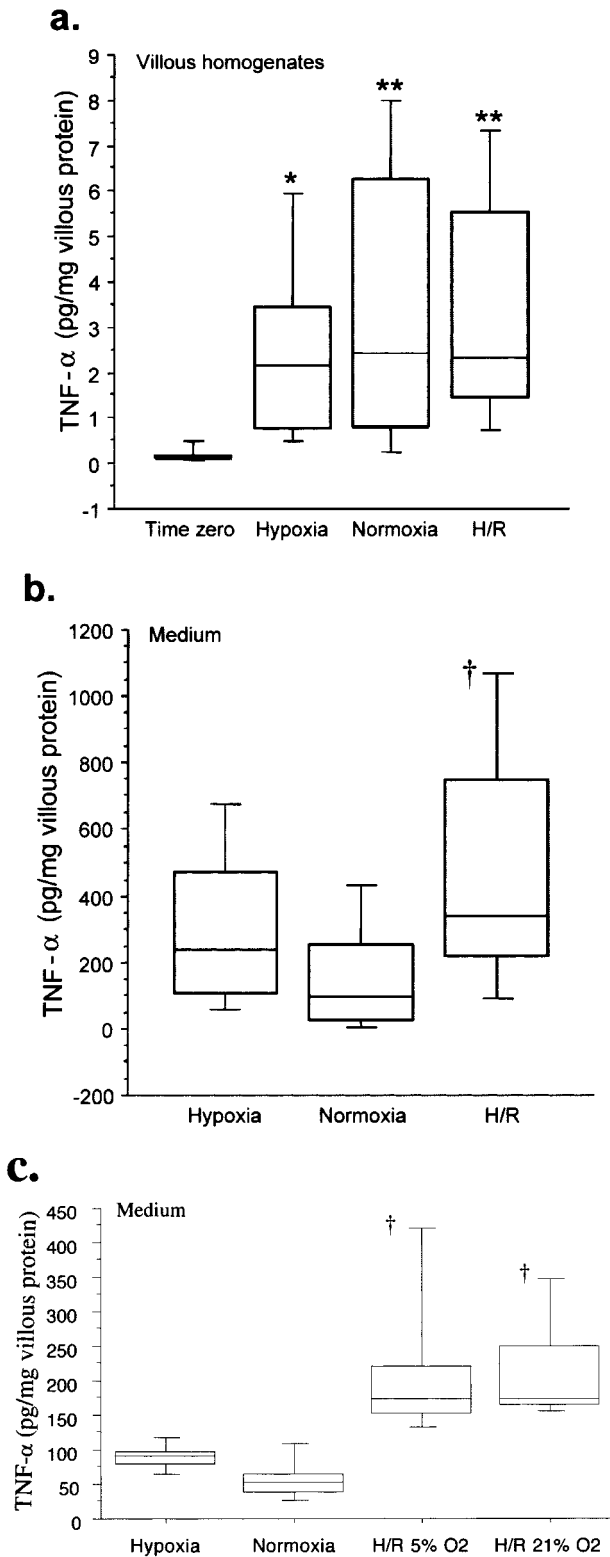 a.
Villous homogenates
TNF-α (pg/mg villous protein)
9
8
7
6
5
4
3
2
1
0
-1
*
**
**
Time zero Hypoxia Normoxia H/R
b.
Medium
TNF-α (pg/mg villous protein)
1200
1000
800
600
400
200
0
-200
†
Hypoxia Normoxia H/R
c.
Medium
TNF-α (pg/mg villous protein)
450
400
350
300
250
200
150
100
50
0
†
†
Hypoxia Normoxia H/R 5% O2 H/R 21% O2